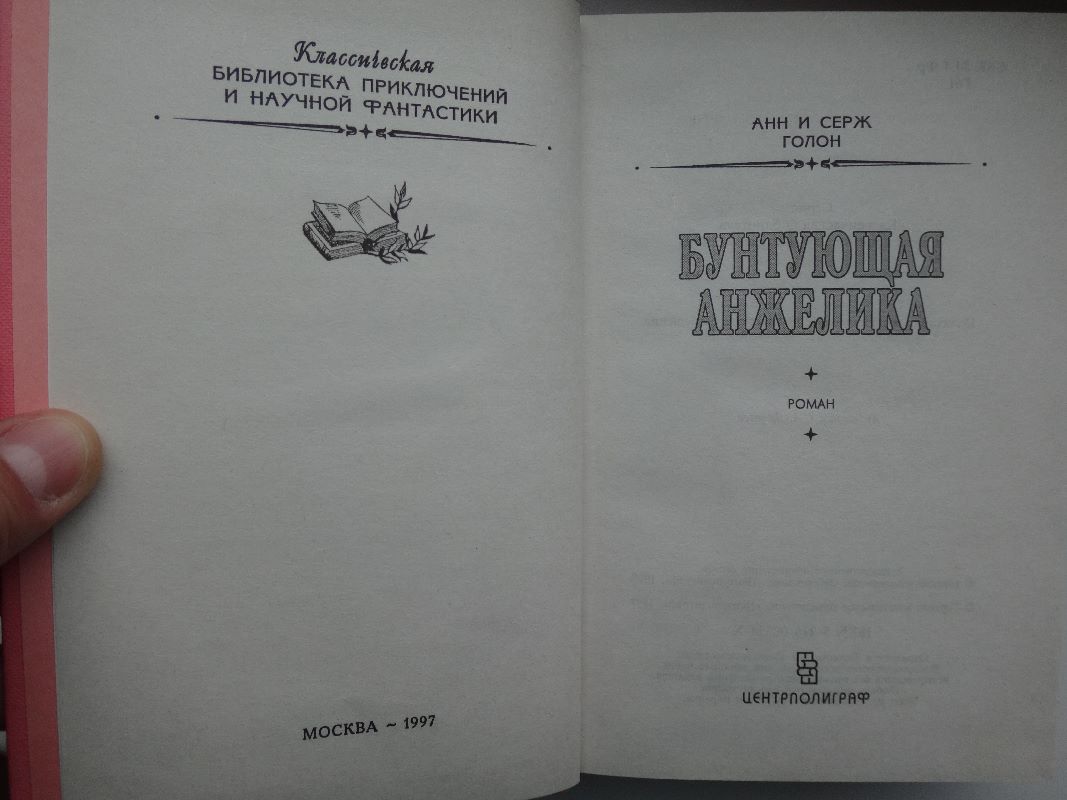 Классическая
БИБЛИОТЕКА ПРИКЛЮЧЕНИЙ
И НАУЧНОЙ ФАНТАСТИКИ
МОСКВА ~ 1997
АНН И СЕРЖ
ГОЛОН
БУНТУЮЩАЯ
АНЖЕЛИКА
РОМАН
ЦЕНТРПОЛИГРАФ